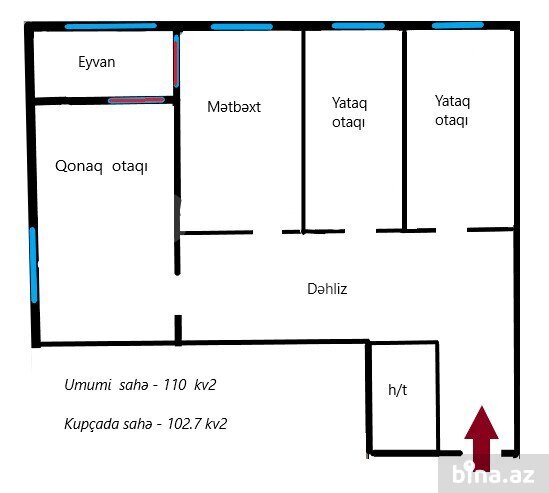 Eyvan
Mətbəxt
Yataq
otaqı
Yataq
otaqı
Qonaq otaqı
Dəhliz
Umumi sahə - 110 kv2
Kupçada sahə - 102.7 kv2
h/t
bina.az